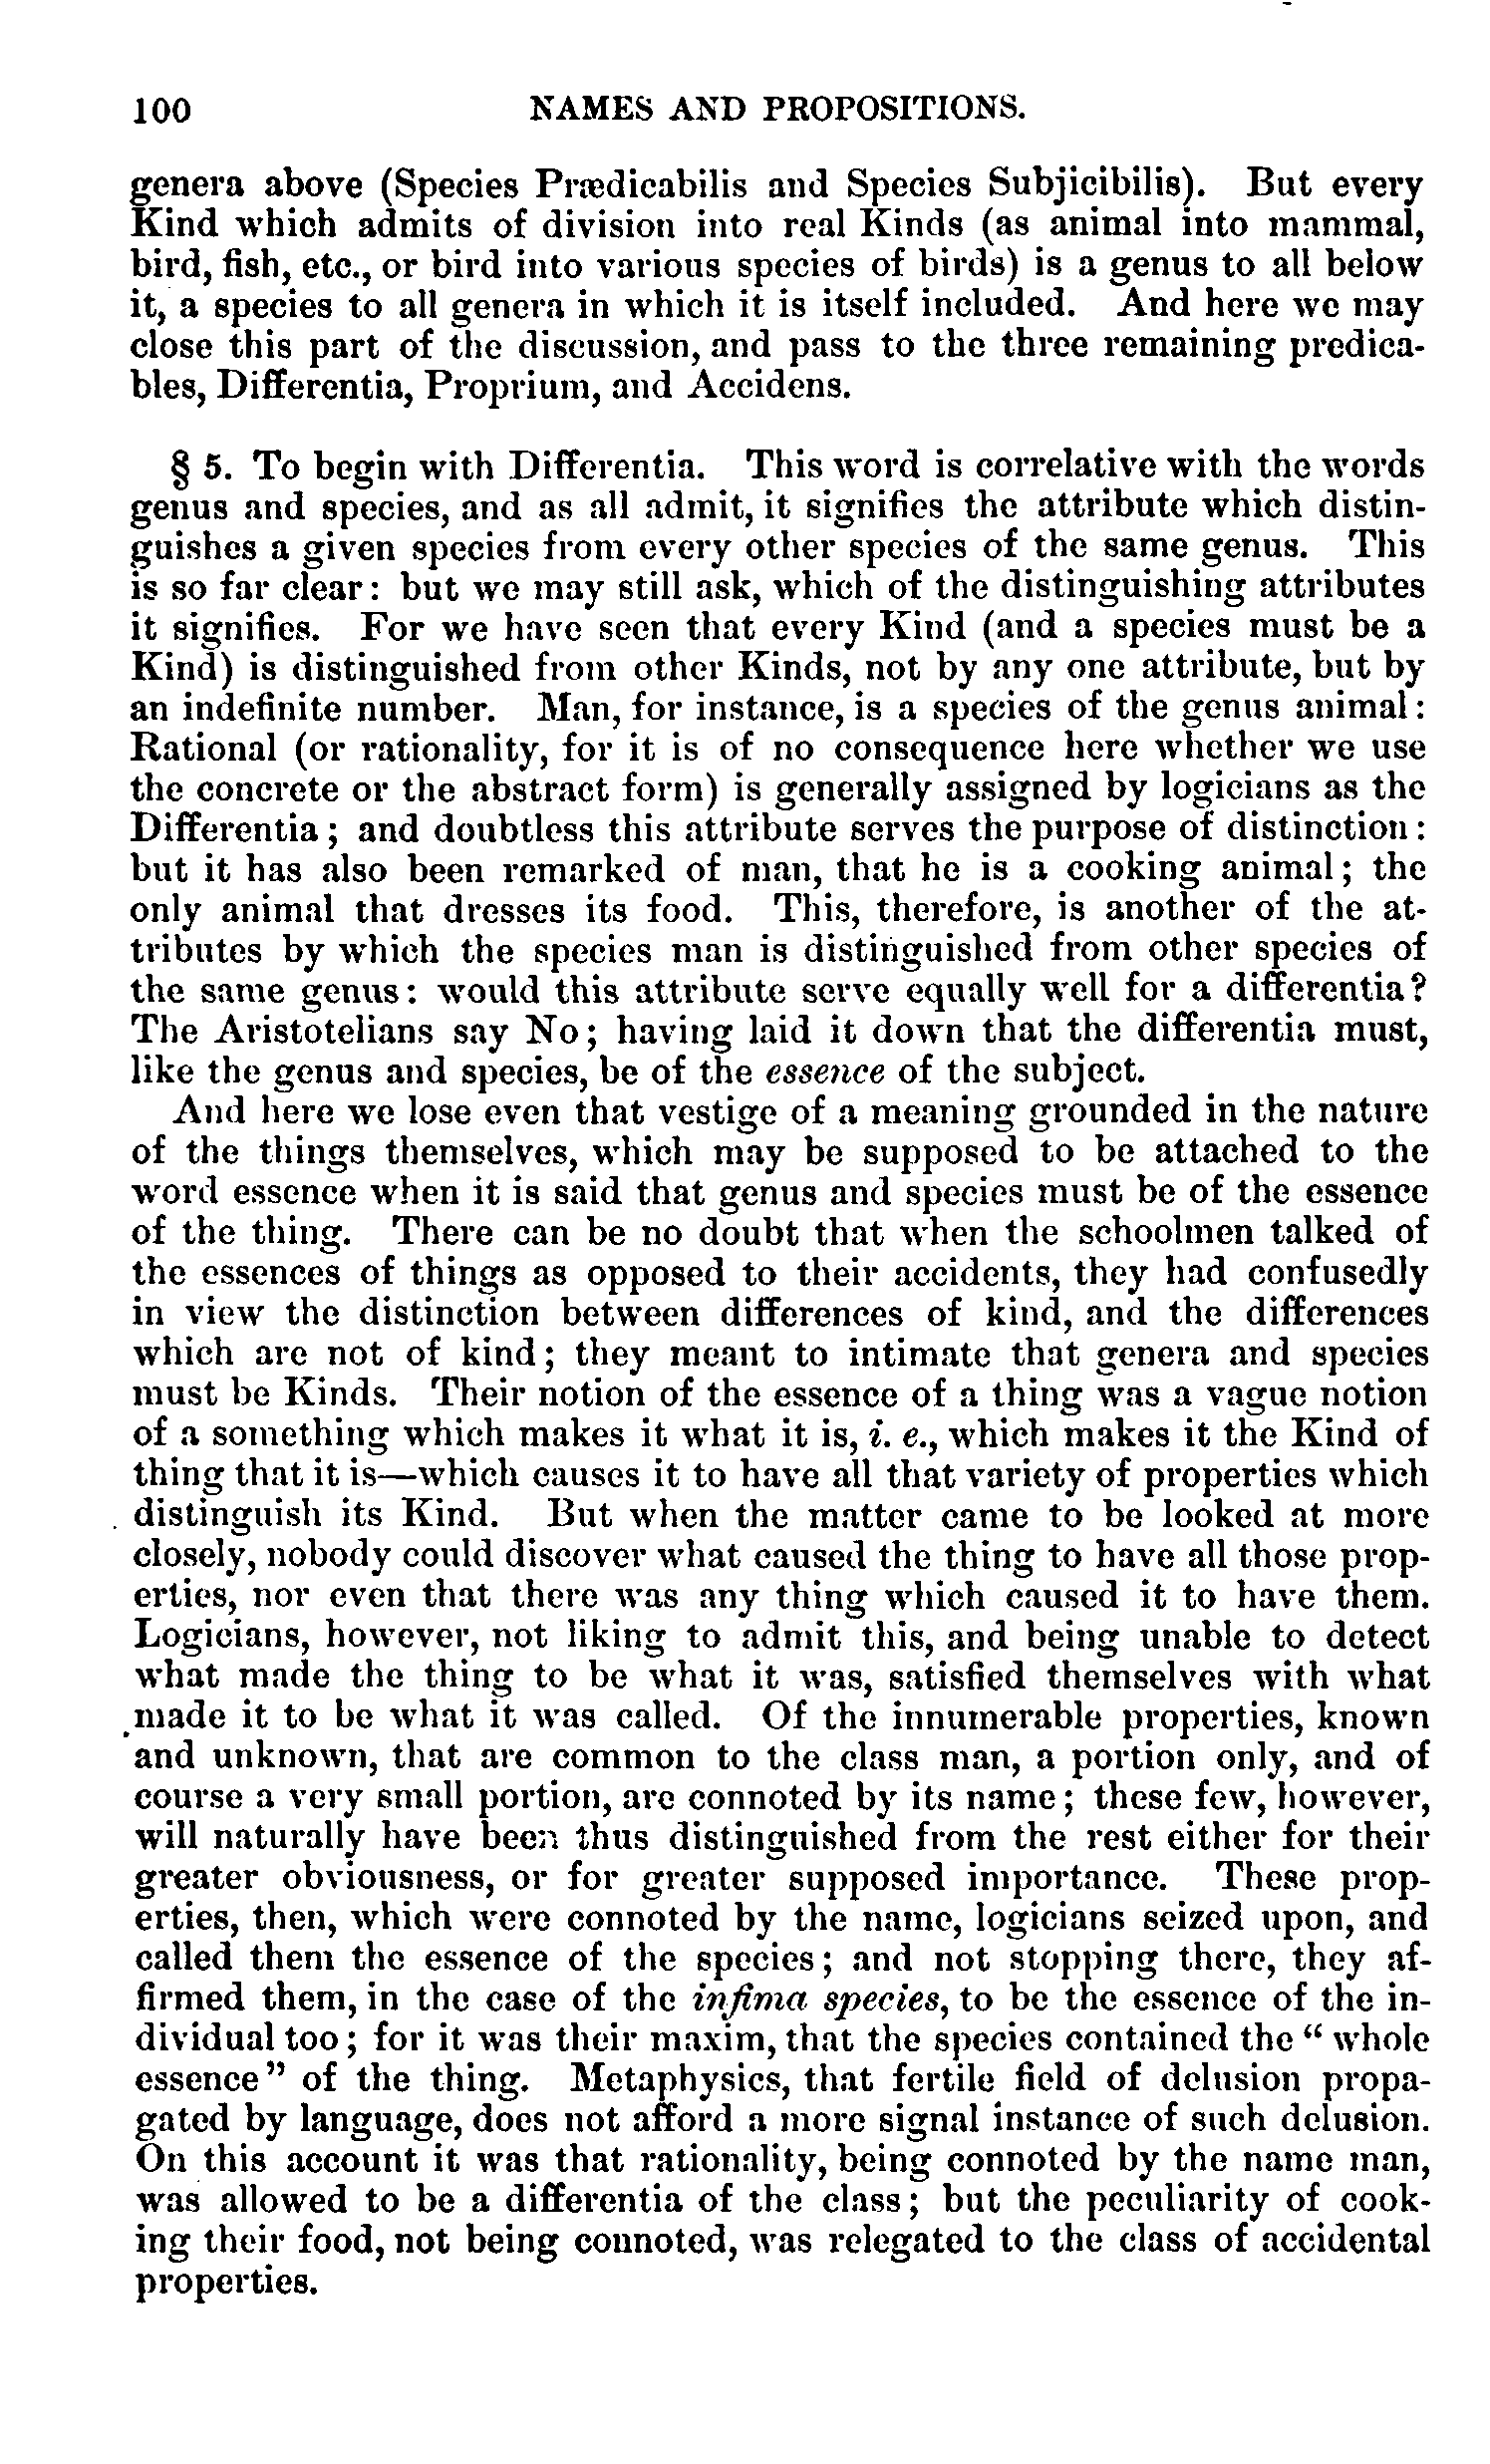 100 NAMES AND PROPOSITIONS.
genera above (Species Prædicabilis and Species Subjicibilis). But every
Kind which admits of division into real Kinds (as animal into mammal,
bird, fish, etc., or bird into various species of birds) is a genus to all below
it, a species to all genera in which it is itself included. And here we may
close this part of the discussion, and pass to the three remaining predica-
bles, Differentia, Proprium, and Accidens.
§ 5. To begin with Differentia. This word is correlative with the words
genus and species, and as all admit, it signifies the attribute which distin-
guishes a given species from every other species of the same genus. This
is so far clear: but we may still ask, which of the distinguishing attributes
it signifies. For we have seen that every Kind (and a species must be a
Kind) is distinguished from other Kinds, not by any one attribute, but by
an indefinite number. Man, for instance, is a species of the genus animal:
Rational (or rationality, for it is of no consequence here whether we use
the concrete or the abstract form) is generally assigned by logicians as the
Differentia; and doubtless this attribute serves the purpose of distinction:
but it has also been remarked of man, that he is a cooking animal; the
only animal that dresses its food. This, therefore, is another of the at-
tributes by which the species man is distinguished from other species of
the same genus: would this attribute serve equally well for a differentia?
The Aristotelians say No; having laid it down that the differentia must,
like the genus and species, be of the essence of the subject.
And here we lose even that vestige of a meaning grounded in the nature
of the things themselves, which may be supposed to be attached to the
word essence when it is said that genus and species must be of the essence
of the thing. There can be no doubt that when the schoolmen talked of
the essences of things as opposed to their accidents, they had confusedly
in view the distinction between differences of kind, and the differences
which are not of kind; they meant to intimate that genera and species
must be Kinds. Their notion of the essence of a thing was a vague notion
of a something which makes it what it is, i. e., which makes it the Kind of
thing that it is—which causes it to have all that variety of properties which
distinguish its Kind. But when the matter came to be looked at more
closely, nobody could discover what caused the thing to have all those prop-
erties, nor even that there was any thing which caused it to have them.
Logicians, however, not liking to admit this, and being unable to detect
what made the thing to be what it was, satisfied themselves with what
made it to be what it was called. Of the innumerable properties, known
and unknown, that are common to the class man, a portion only, and of
course a very small portion, are connoted by its name; these few, however,
will naturally have been thus distinguished from the rest either for their
greater obviousness, or for greater supposed importance. These prop-
erties, then, which were connoted by the name, logicians seized upon, and
called them the essence of the species; and not stopping there, they af-
firmed them, in the case of the infima species, to be the essence of the in-
dividual too; for it was their maxim, that the species contained the "whole
essence" of the thing. Metaphysics, that fertile field of delusion propa-
gated by language, does not afford a more signal instance of such delusion.
On this account it was that rationality, being connoted by the name man,
was allowed to be a differentia of the class; but the peculiarity of cook-
ing their food, not being connoted, was relegated to the class of accidental
properties.